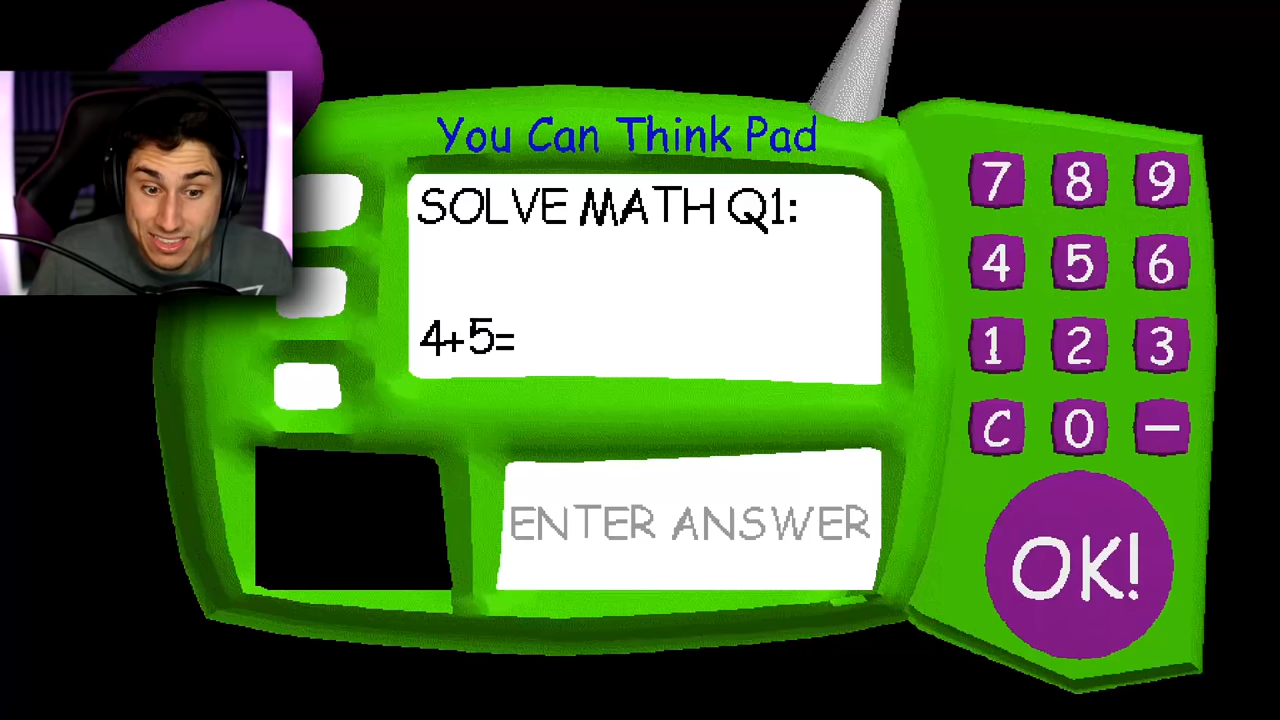 You Can Think Pad
SOLVE MATH Q1:
4+5=
ENTER ANSWER
7 8 9
4 5 6
1 2 3
C 0 −
OK!